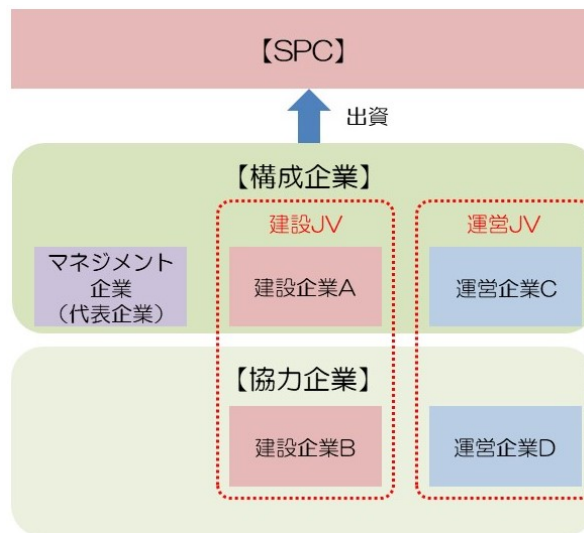 【SPC】
出資
【構成企業】
建設JV
運営JV
マネジメント
企業
（代表企業）
建設企業A
運営企業C
【協力企業】
建設企業B
運営企業D